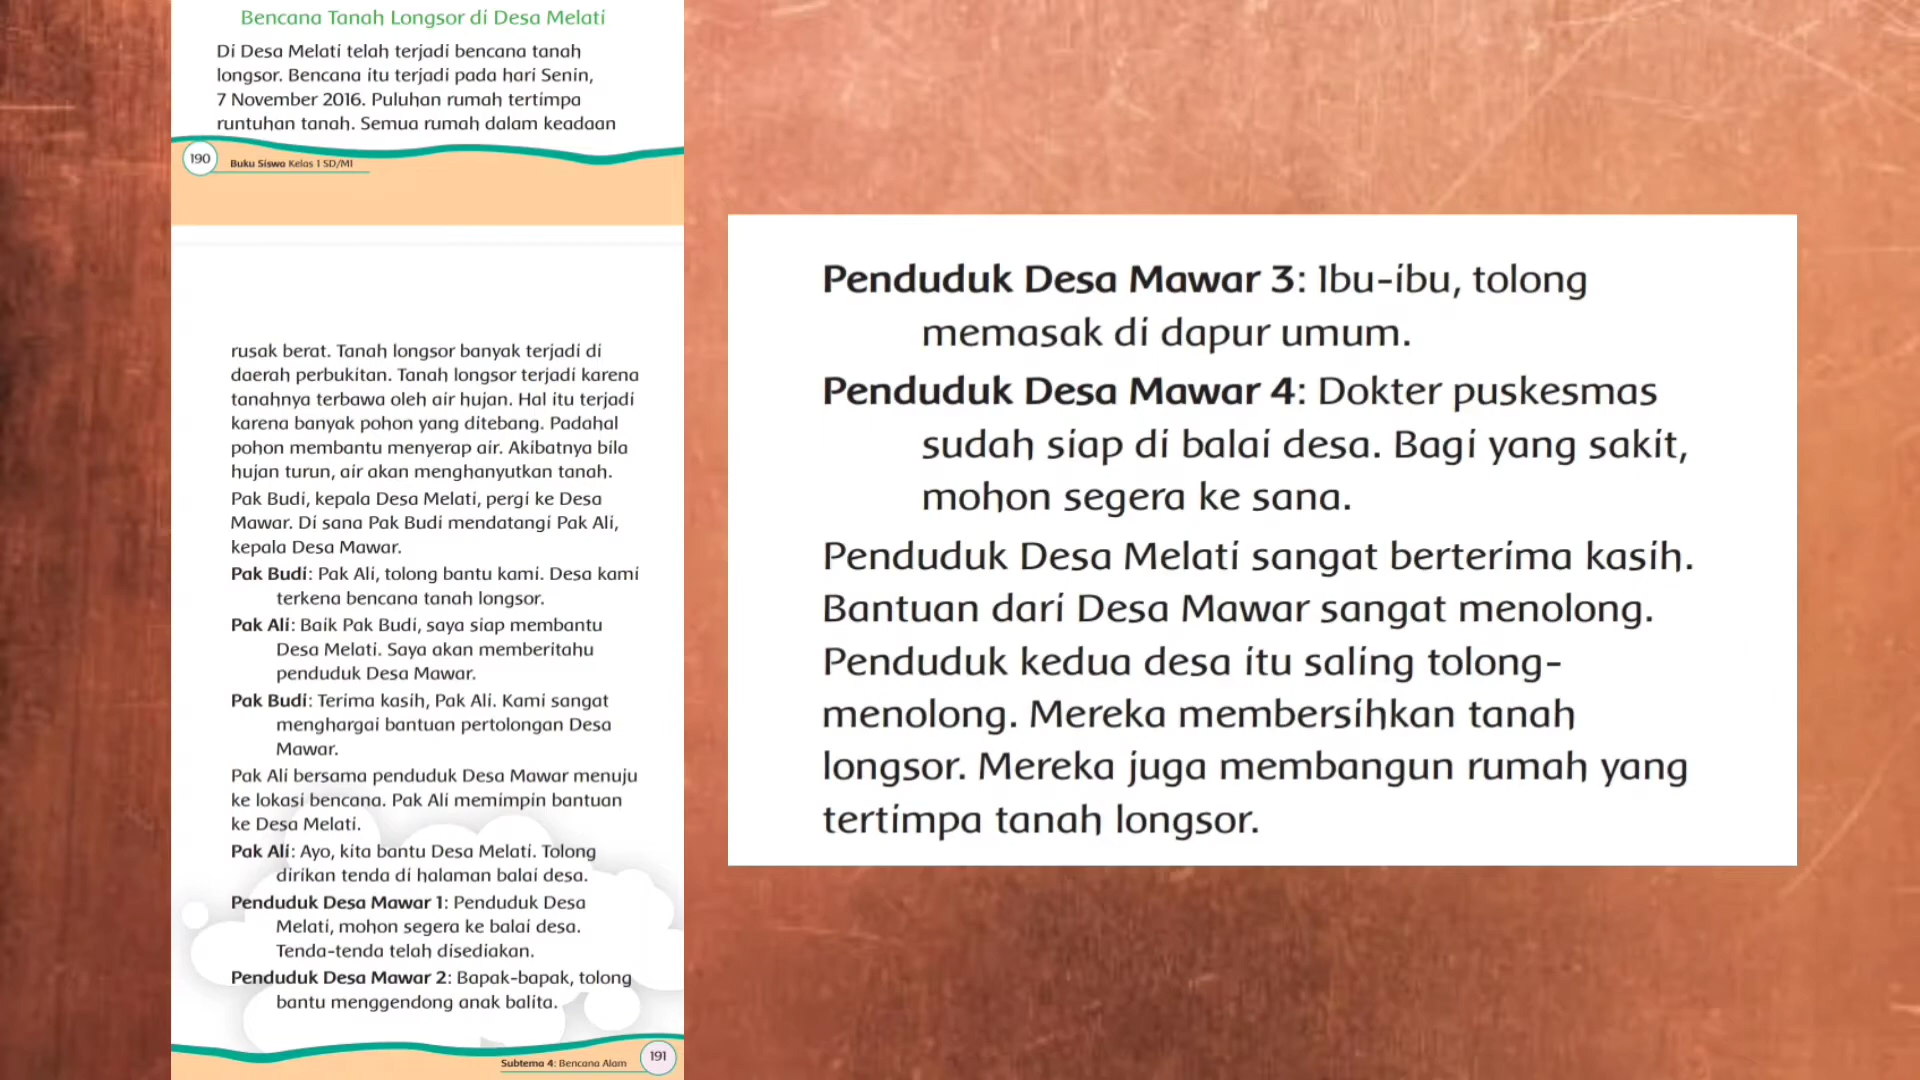 Bencana Tanah Longsor di Desa Melati
Di Desa Melati telah terjadi bencana tanah
longsor. Bencana itu terjadi pada hari Senin,
7 November 2016. Puluhan rumah tertimpa
runtuhan tanah. Semua rumah dalam keadaan
190
Buku Siswa Kelas 1 SD/MI
rusak berat. Tanah longsor banyak terjadi di
daerah perbukitan. Tanah longsor terjadi karena
tanahnya terbawa oleh air hujan. Hal itu terjadi
karena banyak pohon yang ditebang. Padahal
pohon membantu menyerap air. Akibatnya bila
hujan turun, air akan menghanyutkan tanah.
Pak Budi, kepala Desa Melati, pergi ke Desa
Mawar. Di sana Pak Budi mendatangi Pak Ali,
kepala Desa Mawar.
Pak Budi: Pak Ali, tolong bantu kami. Desa kami
terkena bencana tanah longsor.
Pak Ali: Baik Pak Budi, saya siap membantu
Desa Melati. Saya akan memberitahu
penduduk Desa Mawar.
Pak Budi: Terima kasih, Pak Ali. Kami sangat
menghargai bantuan pertolongan Desa
Mawar.
Pak Ali bersama penduduk Desa Mawar menuju
ke lokasi bencana. Pak Ali memimpin bantuan
ke Desa Melati.
Pak Ali: Ayo, kita bantu Desa Melati. Tolong
dirikan tenda di halaman balai desa.
Penduduk Desa Mawar 1: Penduduk Desa
Melati, mohon segera ke balai desa.
Tenda-tenda telah disediakan.
Penduduk Desa Mawar 2: Bapak-bapak, tolong
bantu menggendong anak balita.
Subtema 4: Bencana Alam
191
Penduduk Desa Mawar 3: Ibu-ibu, tolong
memasak di dapur umum.
Penduduk Desa Mawar 4: Dokter puskesmas
sudah siap di balai desa. Bagi yang sakit,
mohon segera ke sana.
Penduduk Desa Melati sangat berterima kasih.
Bantuan dari Desa Mawar sangat menolong.
Penduduk kedua desa itu saling tolong-
menolong. Mereka membersihkan tanah
longsor. Mereka juga membangun rumah yang
tertimpa tanah longsor.